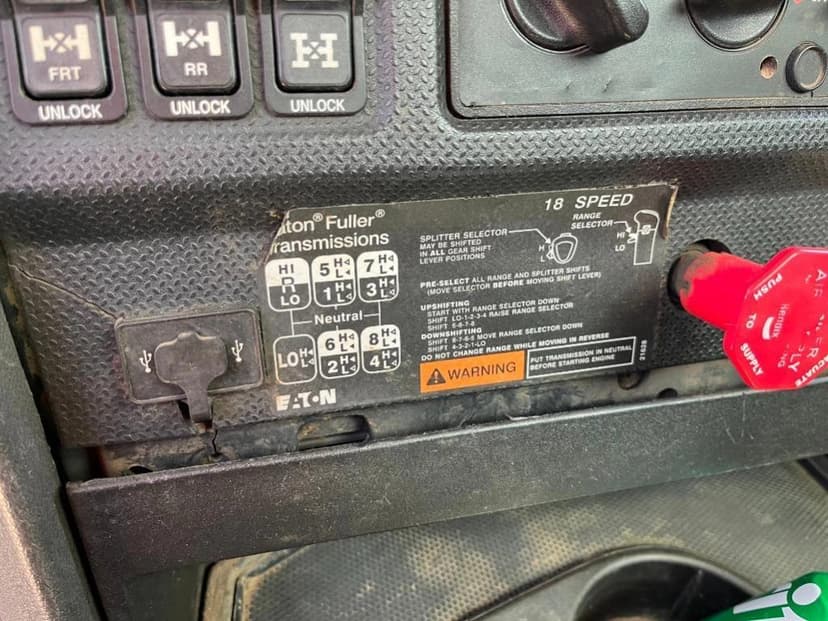 FRT
UNLOCK
RR
UNLOCK
UNLOCK
aton® Fuller®
ransmissions
18 SPEED
SPLITTER SELECTOR
MAY BE SHIFTED
IN ALL GEAR SHIFT
LEVER POSITIONS
H
L
RANGE
SELECTOR
HI
LO
PRE-SELECT ALL RANGE AND SPLITTER SHIFTS
(MOVE SELECTOR BEFORE MOVING SHIFT LEVER)
UPSHIFTING
START WITH RANGE SELECTOR DOWN
SHIFT LO-1-2-3-4 RAISE RANGE SELECTOR
SHIFT 5-6-7-8
DOWNSHIFTING
SHIFT 8-7-6-5 MOVE RANGE SELECTOR DOWN
SHIFT 4-3-2-1-LO
DO NOT CHANGE RANGE WHILE MOVING IN REVERSE
WARNING
PUT TRANSMISSION IN NEUTRAL
BEFORE STARTING ENGINE
21628
HI
R
LO
5 H L
1 H L
7 H L
3 H L
Neutral
LO H L
6 H L
2 H L
8 H L
4 H L
EATON
PUSH TO SUPPLY
Bendix